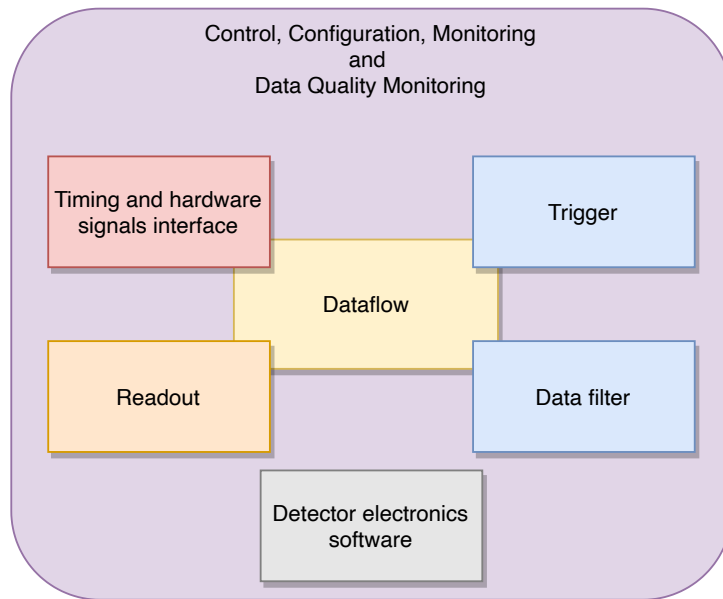 Control, Configuration, Monitoring
and
Data Quality Monitoring
Timing and hardware
signals interface
Trigger
Dataflow
Readout
Data filter
Detector electronics
software